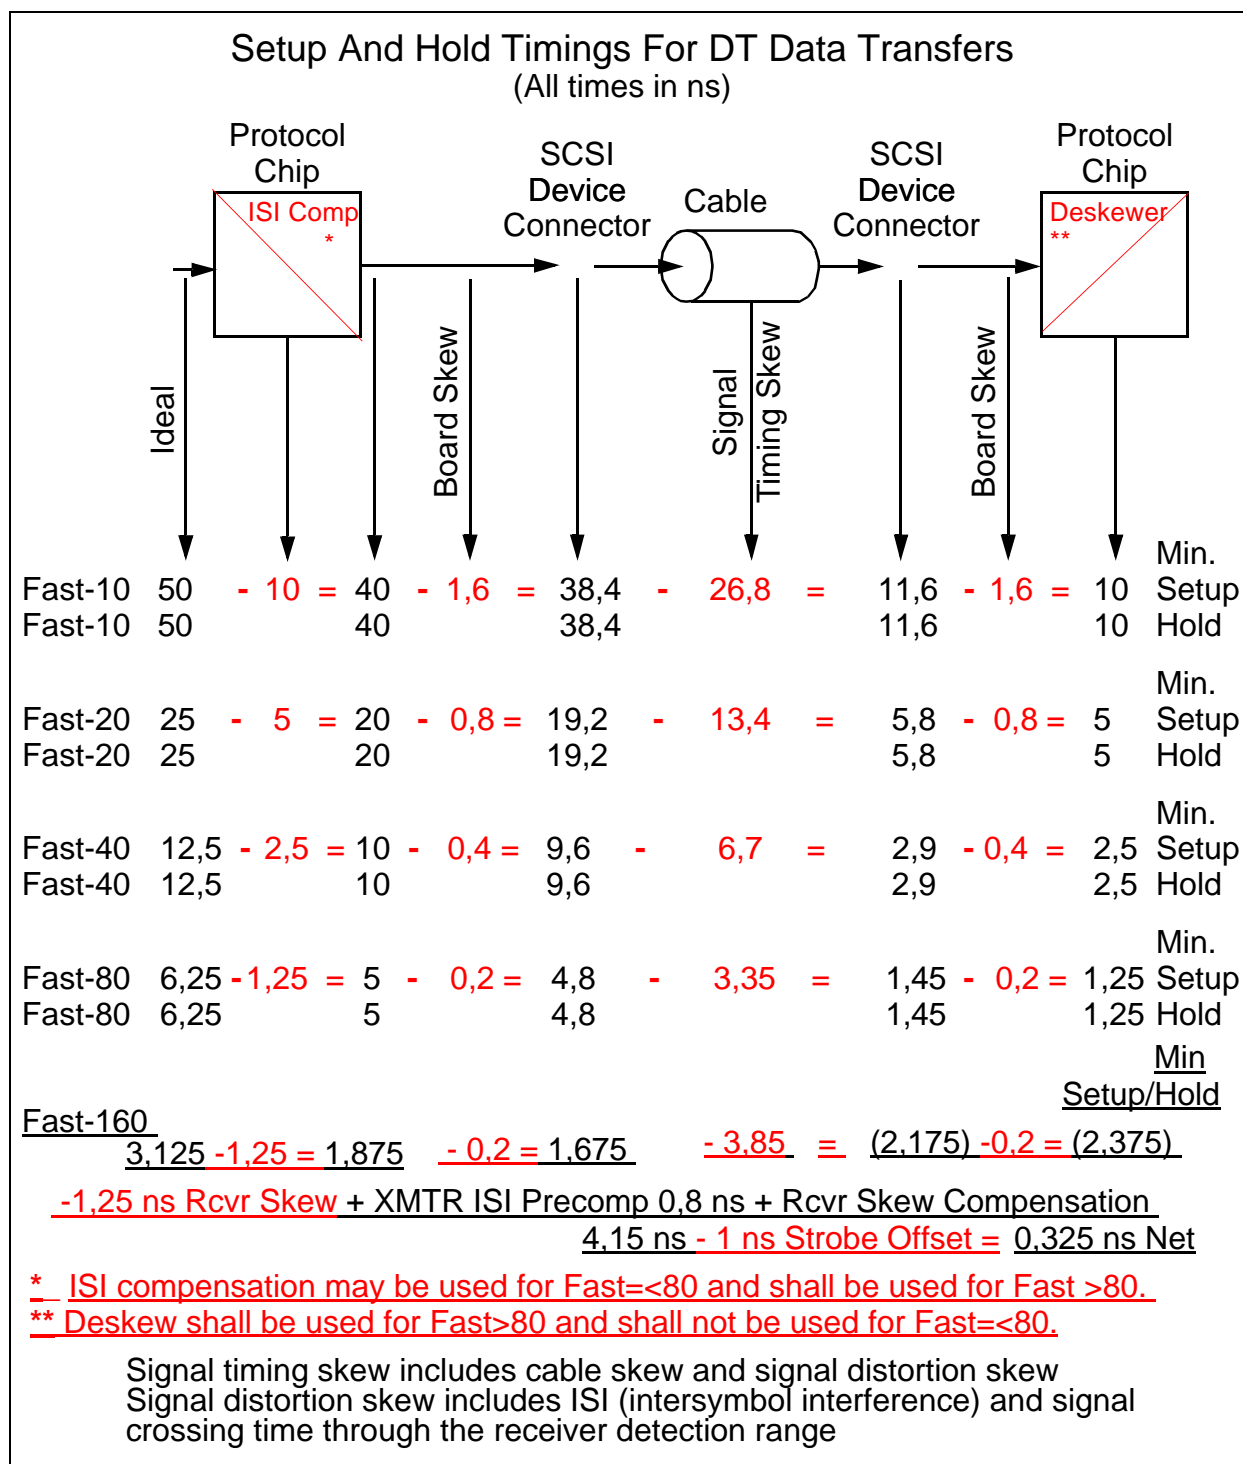 Setup And Hold Timings For DT Data Transfers
(All times in ns)
Protocol
Chip
SCSI
Device
Connector
Cable
SCSI
Device
Connector
Protocol
Chip
ISI Comp
*
Deskewer
**
Ideal
Board Skew
Signal
Timing Skew
Board Skew
Min.
Fast-10 50 - 10 = 40 - 1,6 = 38,4 - 26,8 = 11,6 - 1,6 = 10 Setup
Fast-10 50 40 38,4 11,6 10 Hold
Min.
Fast-20 25 - 5 = 20 - 0,8 = 19,2 - 13,4 = 5,8 - 0,8 = 5 Setup
Fast-20 25 20 19,2 5,8 5 Hold
Min.
Fast-40 12,5 - 2,5 = 10 - 0,4 = 9,6 - 6,7 = 2,9 - 0,4 = 2,5 Setup
Fast-40 12,5 10 9,6 2,9 2,5 Hold
Min.
Fast-80 6,25 - 1,25 = 5 - 0,2 = 4,8 - 3,35 = 1,45 - 0,2 = 1,25 Setup
Fast-80 6,25 5 4,8 1,45 1,25 Hold
Min
Setup/Hold
Fast-160
3,125 -1,25 = 1,875 - 0,2 = 1,675 - 3,85 = (2,175) -0,2 = (2,375)
-1,25 ns Rcvr Skew + XMTR ISI Precomp 0,8 ns + Rcvr Skew Compensation
4,15 ns - 1 ns Strobe Offset = 0,325 ns Net
* ISI compensation may be used for Fast=<80 and shall be used for Fast >80.
** Deskew shall be used for Fast>80 and shall not be used for Fast=<80.
Signal timing skew includes cable skew and signal distortion skew
Signal distortion skew includes ISI (intersymbol interference) and signal
crossing time through the receiver detection range